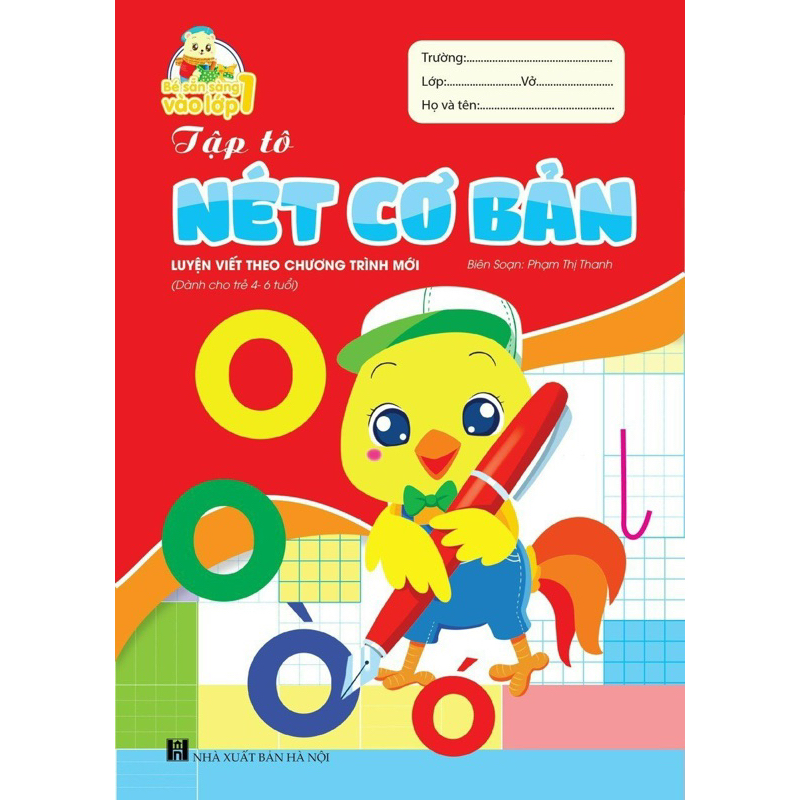 Bé sẵn sàng
vào lớp 1
Trường:
Lớp: Vở
Họ và tên:
Tập tô
NÉT CƠ BẢN
LUYỆN VIẾT THEO CHƯƠNG TRÌNH MỚI
Biên Soạn: Phạm Thị Thanh
(Dành cho trẻ 4- 6 tuổi)
O
O
Ò
Ó
NHÀ XUẤT BẢN HÀ NỘI